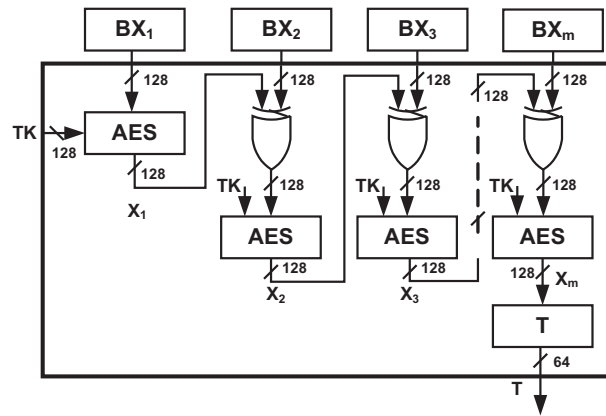 BX₁ BX₂ BX₃ BXₘ
128 128 128 128 128
TK 128 AES
128 128 128 128
X₁ TK TK TK
AES AES AES
128 128 128
X₂ X₃ Xₘ
T
64
T